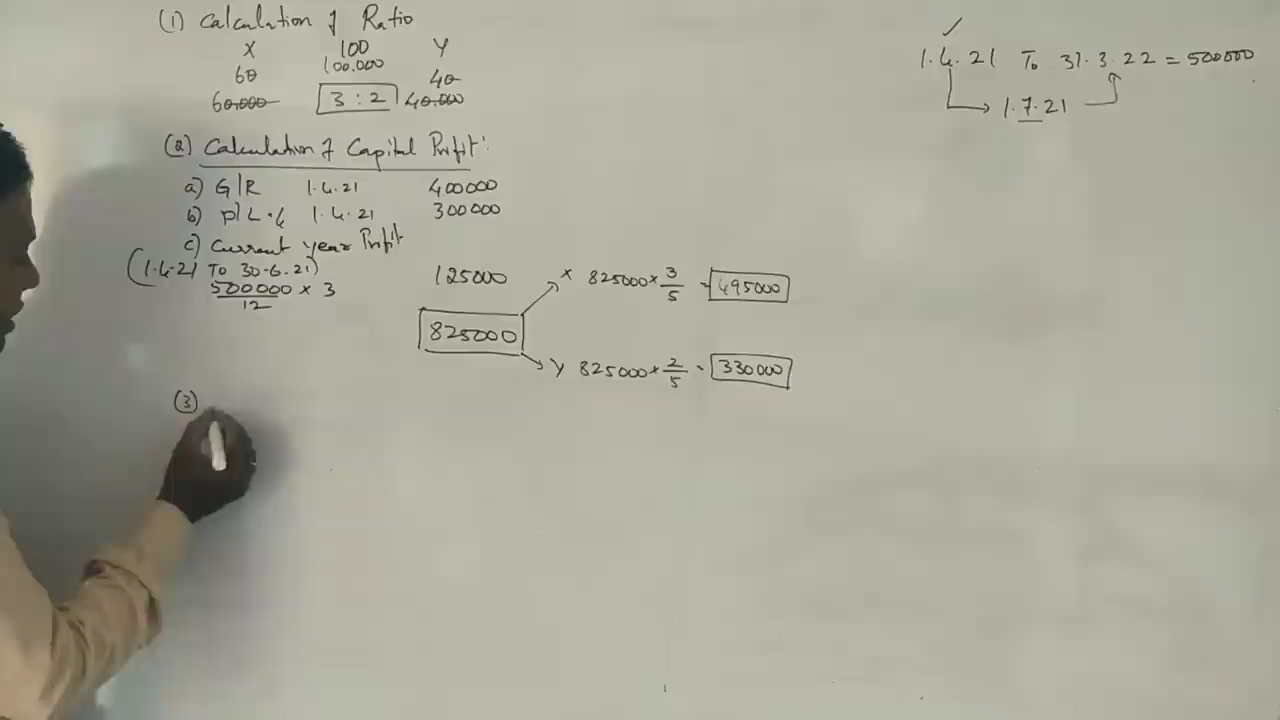 (1) Calculation of Ratio
X 100 Y
60 100.000 40
60.000 3 : 2 40.000
(2) Calculation of Capital Profit:
a) G/R 1.4.21 400000
b) P/L. 1.4.21 300000
c) Current year Profit
(1.4.21 To 30.6.21) 125000
500000 × 3
12
825000
X 825000 × 3/5 = 495000
Y 825000 × 2/5 = 330000
(3)
1.4.21 To 31.3.22 = 500000
1.7.21